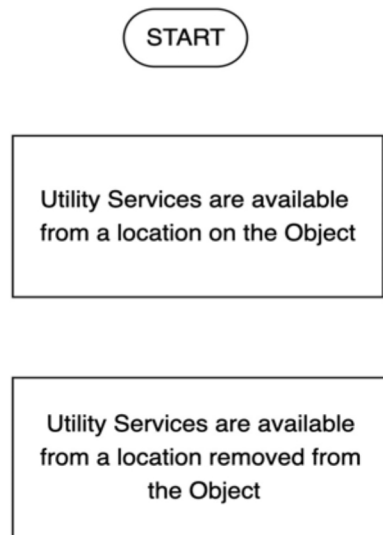 START
Utility Services are available
from a location on the Object
Utility Services are available
from a location removed from
the Object